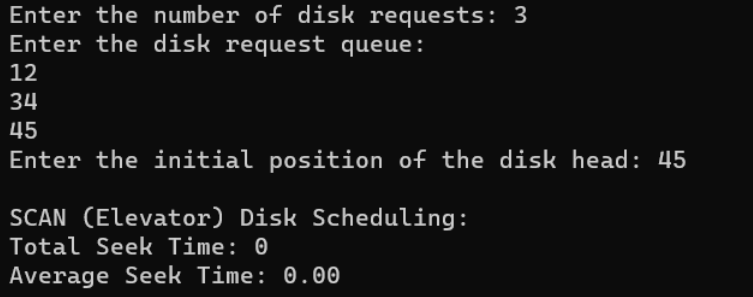 Enter the number of disk requests: 3
Enter the disk request queue:
12
34
45
Enter the initial position of the disk head: 45
SCAN (Elevator) Disk Scheduling:
Total Seek Time: 0
Average Seek Time: 0.00